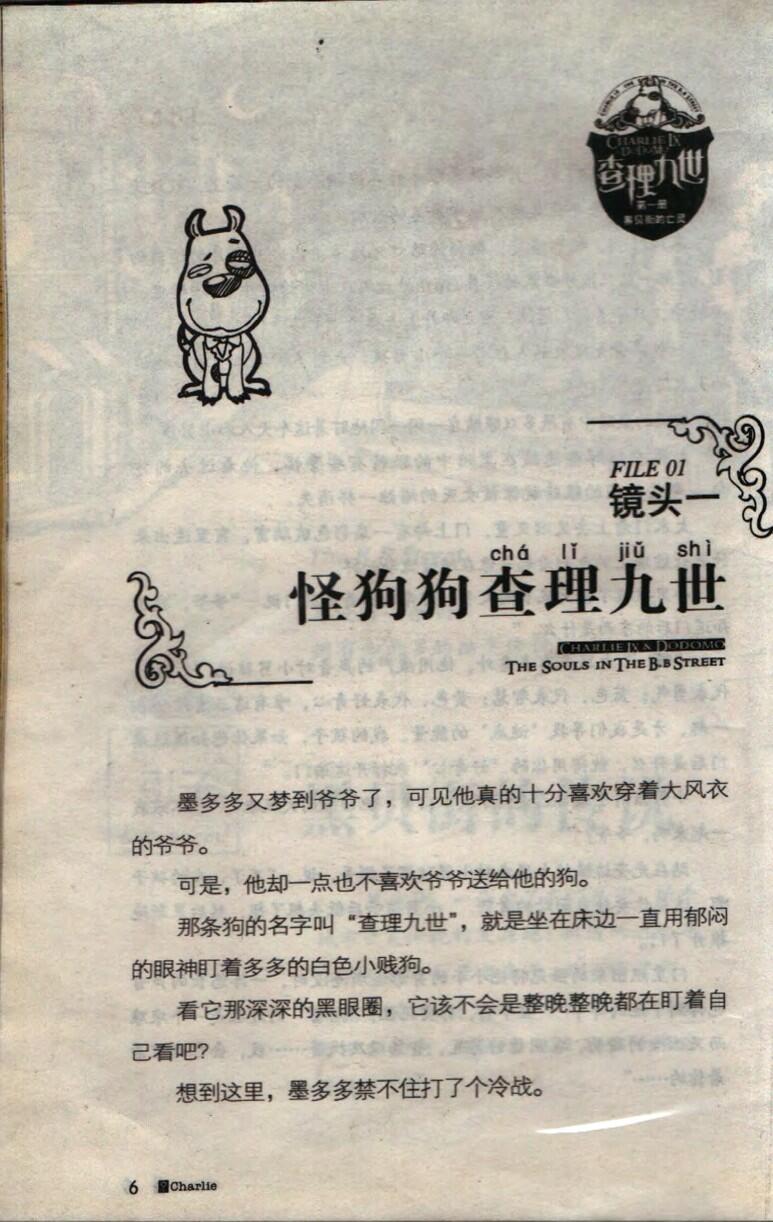 CHARLIE IX
DODOMO
查理九世
第一册
黑贝街的亡灵
FILE 01
镜头一
chá lǐ jiǔ shì
怪狗狗查理九世
CHARLIE IX & DODOMO
THE SOULS IN THE B.B STREET
墨多多又梦到爷爷了，可见他真的十分喜欢穿着大风衣
的爷爷。
可是，他却一点也不喜欢爷爷送给他的狗。
那条狗的名字叫“查理九世”，就是坐在床边一直用郁闷
的眼神盯着多多的白色小贱狗。
看它那深深的黑眼圈，它该不会是整晚整晚都在盯着自
己看吧？
想到这里，墨多多禁不住打了个冷战。
6 Charlie